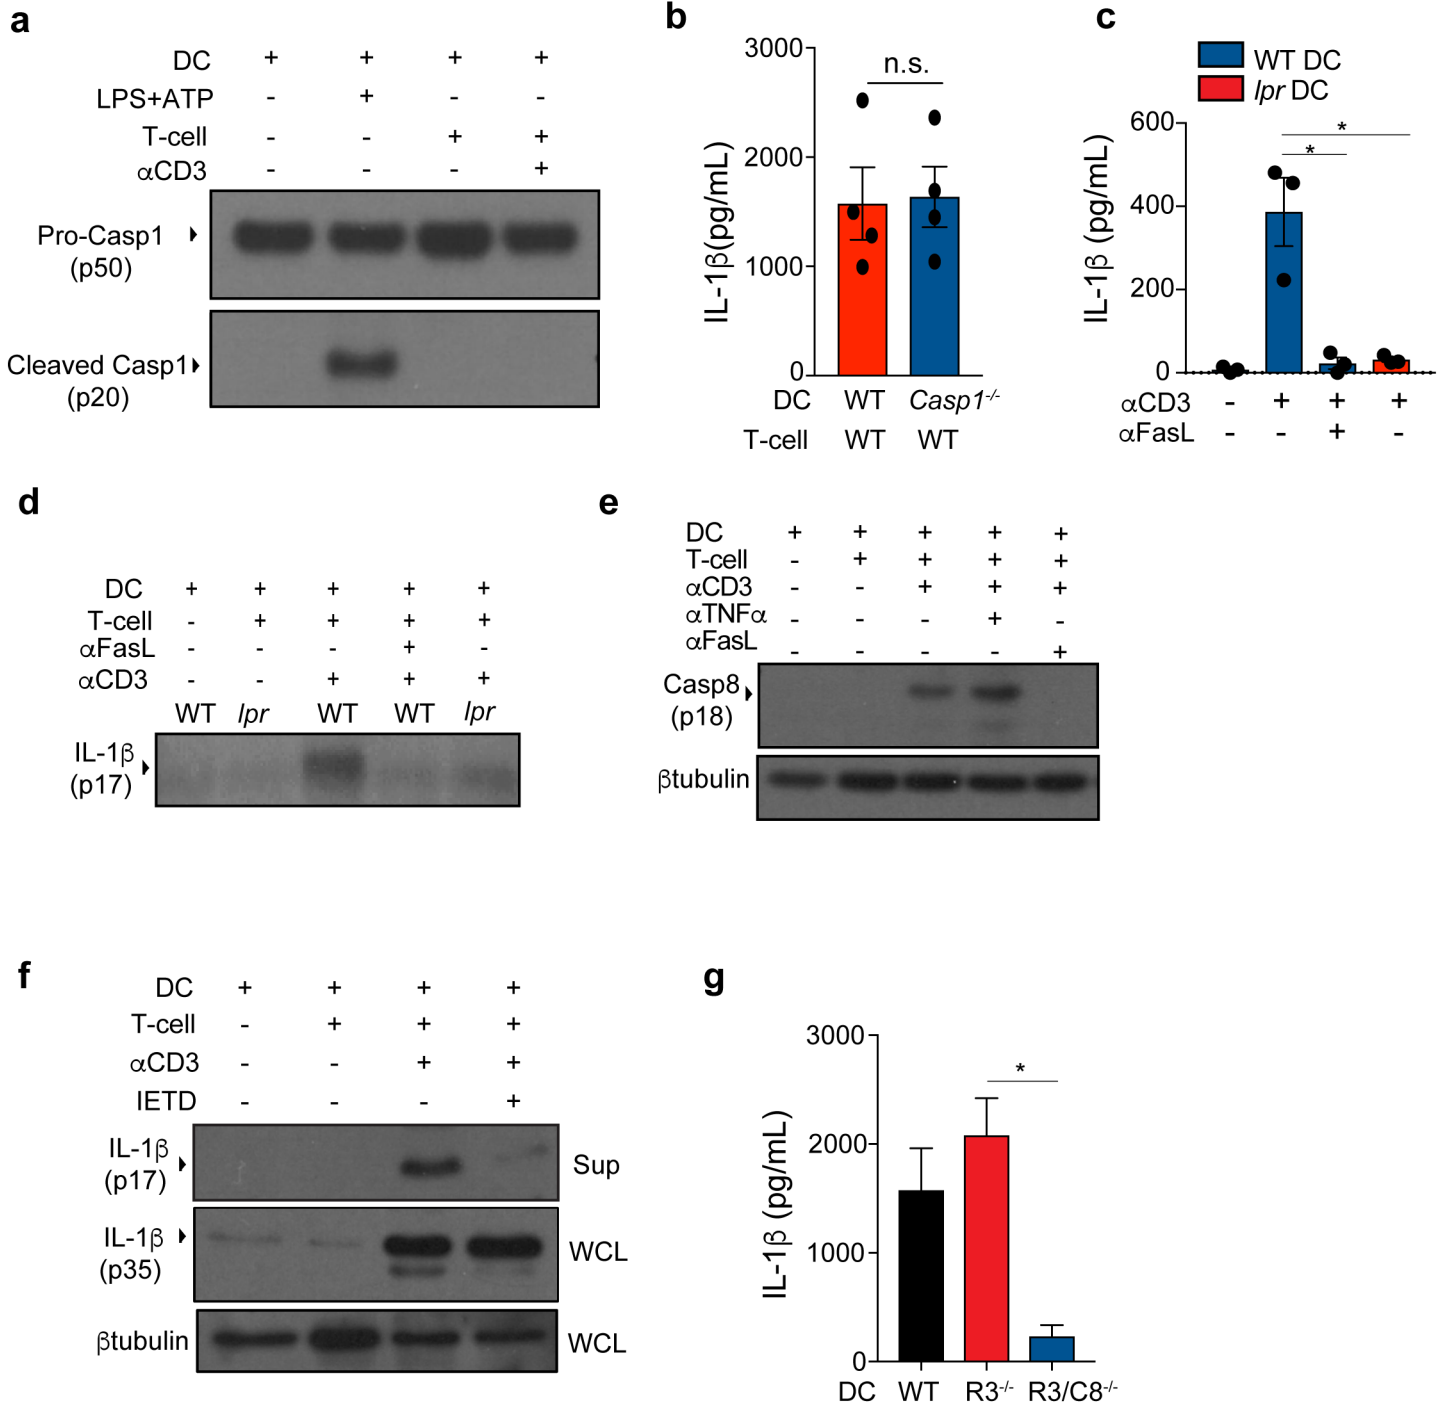 a
DC + + + +
LPS+ATP - + - -
T-cell - - + +
αCD3 - - - +
Pro-Casp1
(p50)
Cleaved Casp1
(p20)
b
3000
2000
1000
0
IL-1β(pg/mL)
n.s.
DC WT Casp1-/-
T-cell WT WT
c
WT DC
lpr DC
600
400
200
0
IL-1β (pg/mL)
*
*
αCD3 - + + +
αFasL - - + -
d
DC + + + + +
T-cell - + + + +
αFasL - - - + -
αCD3 - - + + +
WT lpr WT WT lpr
IL-1β
(p17)
e
DC + + + + +
T-cell - + + + +
αCD3 - - + + +
αTNFα - - - + -
αFasL - - - - +
Casp8
(p18)
βtubulin
f
DC + + + +
T-cell - + + +
αCD3 - - + +
IETD - - - +
IL-1β
(p17)
Sup
IL-1β
(p35)
WCL
βtubulin
WCL
g
3000
2000
1000
0
IL-1β (pg/mL)
*
DC WT R3-/- R3/C8-/-